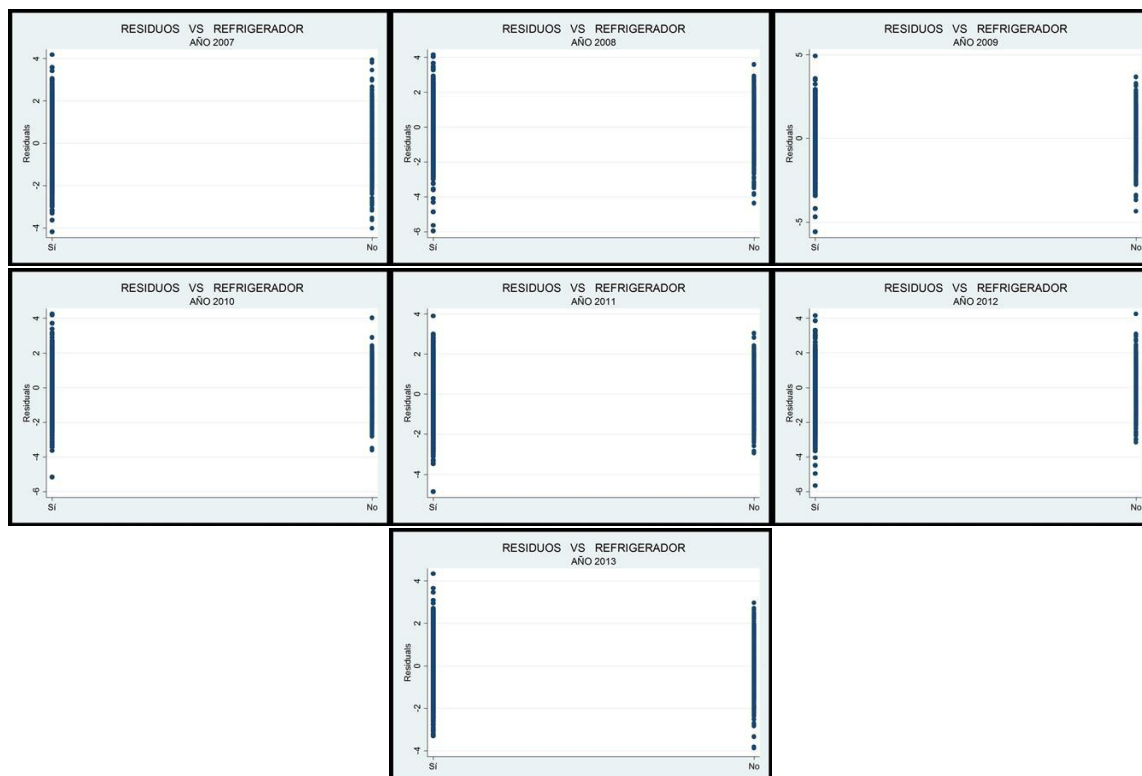 RESIDUOS VS REFRIGERADOR
AÑO 2007
Residuals
4
2
0
-2
-4
Sí
No
RESIDUOS VS REFRIGERADOR
AÑO 2008
Residuals
4
2
0
-2
-4
-6
Sí
No
RESIDUOS VS REFRIGERADOR
AÑO 2009
Residuals
5
0
-5
Sí
No
RESIDUOS VS REFRIGERADOR
AÑO 2010
Residuals
4
2
0
-2
-4
-6
Sí
No
RESIDUOS VS REFRIGERADOR
AÑO 2011
Residuals
4
2
0
-2
-4
Sí
No
RESIDUOS VS REFRIGERADOR
AÑO 2012
Residuals
4
2
0
-2
-4
-6
Sí
No
RESIDUOS VS REFRIGERADOR
AÑO 2013
Residuals
4
2
0
-2
-4
Sí
No